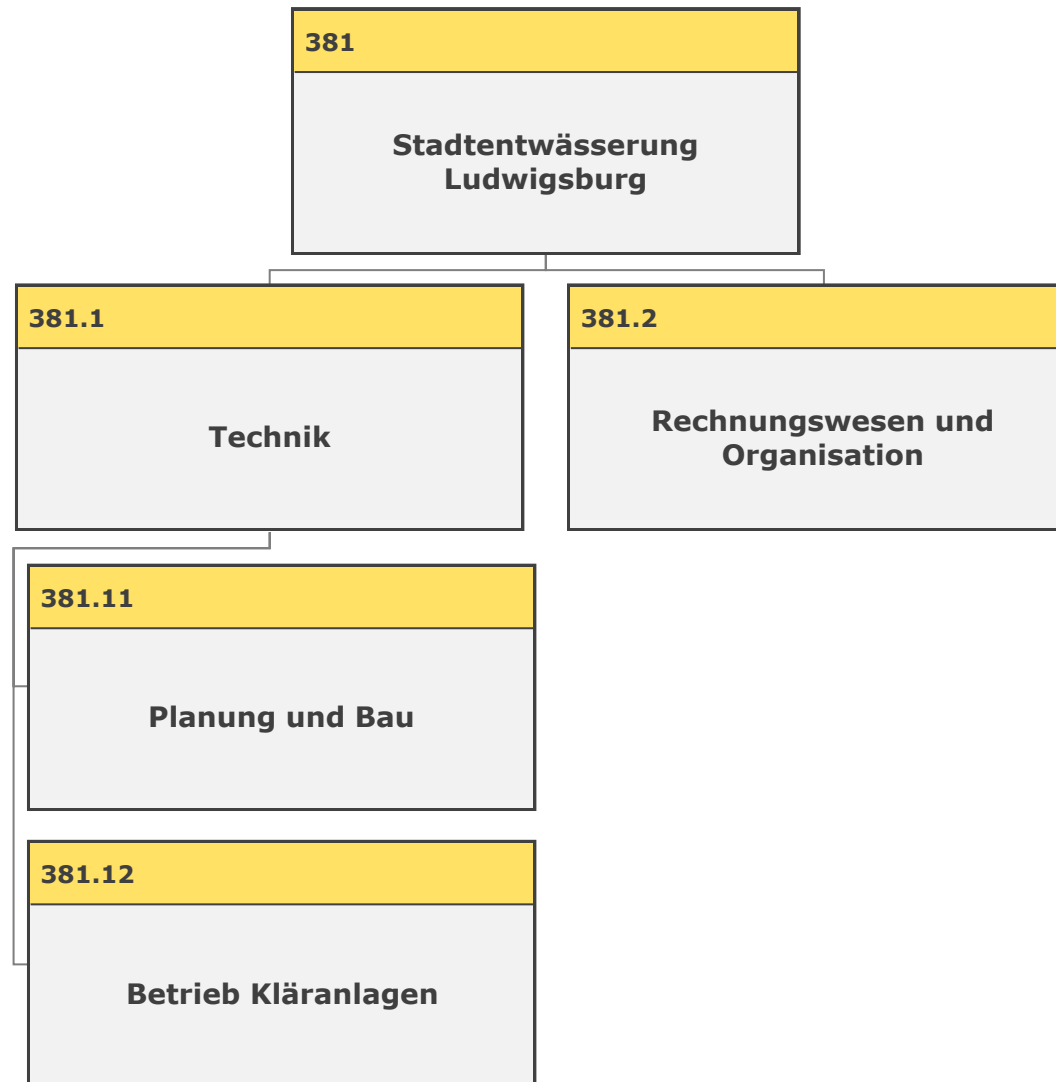 381
Stadtentwässerung
Ludwigsburg
381.1
Technik
381.2
Rechnungswesen und
Organisation
381.11
Planung und Bau
381.12
Betrieb Kläranlagen